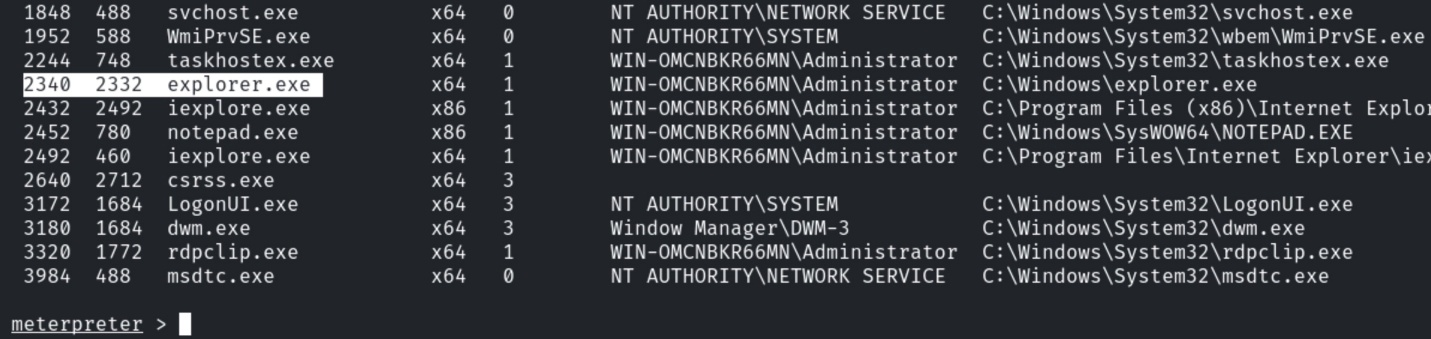 1848 488 svchost.exe x64 0 NT AUTHORITY\NETWORK SERVICE C:\Windows\System32\svchost.exe
1952 588 WmiPrvSE.exe x64 0 NT AUTHORITY\SYSTEM C:\Windows\System32\wbem\WmiPrvSE.exe
2244 748 taskhostex.exe x64 1 WIN-OMCNBKR66MN\Administrator C:\Windows\System32\taskhostex.exe
2340 2332 explorer.exe x64 1 WIN-OMCNBKR66MN\Administrator C:\Windows\explorer.exe
2432 2492 iexplore.exe x86 1 WIN-OMCNBKR66MN\Administrator C:\Program Files (x86)\Internet Explor
2452 780 notepad.exe x86 1 WIN-OMCNBKR66MN\Administrator C:\Windows\SysWOW64\NOTEPAD.EXE
2492 460 iexplore.exe x64 1 WIN-OMCNBKR66MN\Administrator C:\Program Files\Internet Explorer\iex
2640 2712 csrss.exe x64 3
3172 1684 LogonUI.exe x64 3 NT AUTHORITY\SYSTEM C:\Windows\System32\LogonUI.exe
3180 1684 dwm.exe x64 3 Window Manager\DWM-3 C:\Windows\System32\dwm.exe
3320 1772 rdpclip.exe x64 1 WIN-OMCNBKR66MN\Administrator C:\Windows\System32\rdpclip.exe
3984 488 msdtc.exe x64 0 NT AUTHORITY\NETWORK SERVICE C:\Windows\System32\msdtc.exe
meterpreter >